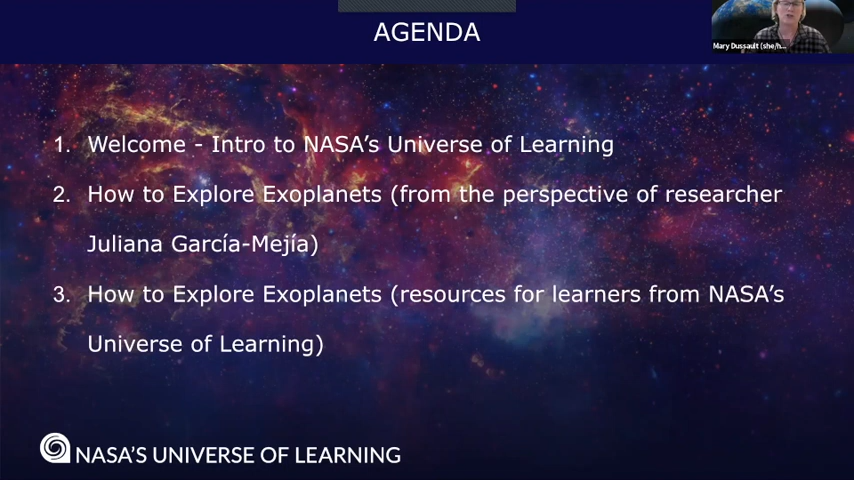 AGENDA
Mary Dussault (she/h...
1. Welcome - Intro to NASA’s Universe of Learning
2. How to Explore Exoplanets (from the perspective of researcher
Juliana García-Mejía)
3. How to Explore Exoplanets (resources for learners from NASA’s
Universe of Learning)
NASA'S UNIVERSE OF LEARNING